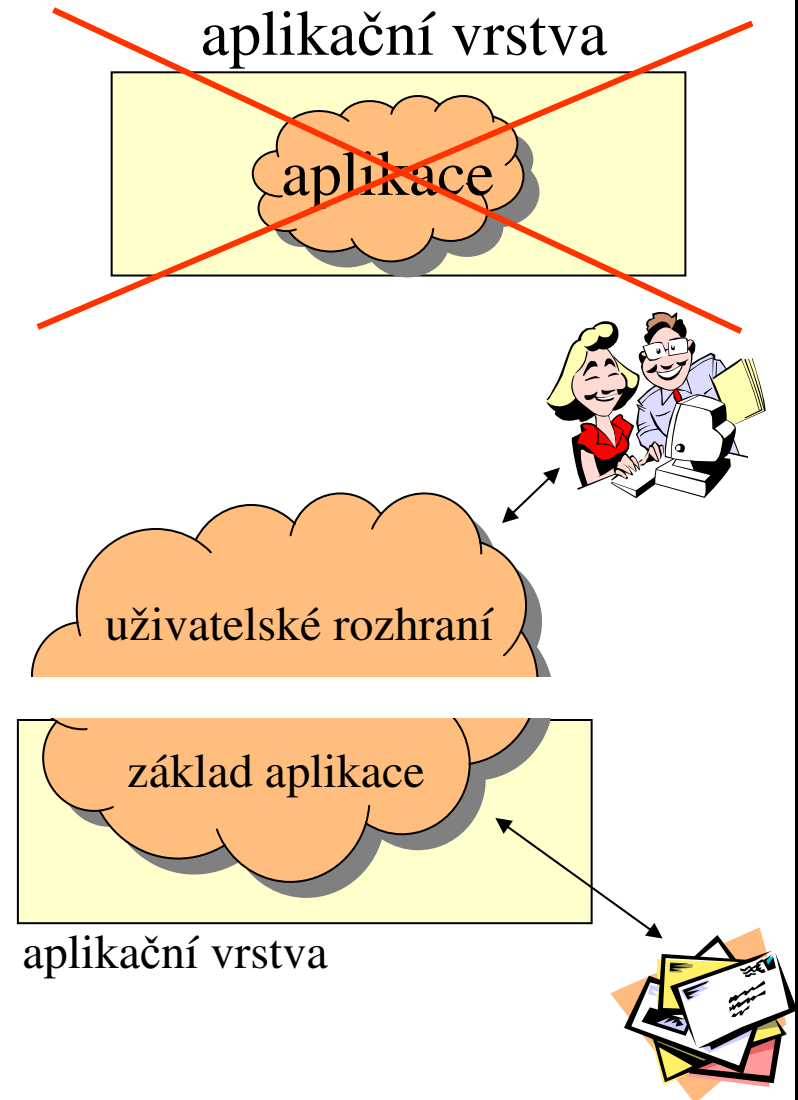 aplikační vrstva
aplikace
uživatelské rozhraní
základ aplikace
aplikační vrstva